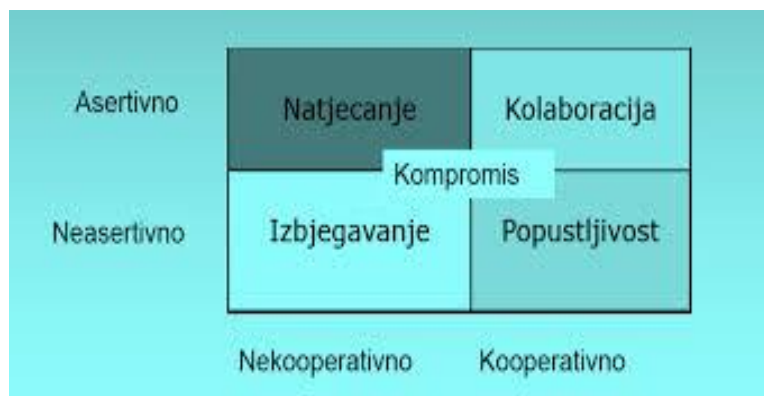 Asertivno
Natjecanje
Kolaboracija
Kompromis
Neasertivno
Izbjegavanje
Popustljivost
Nekooperativno
Kooperativno